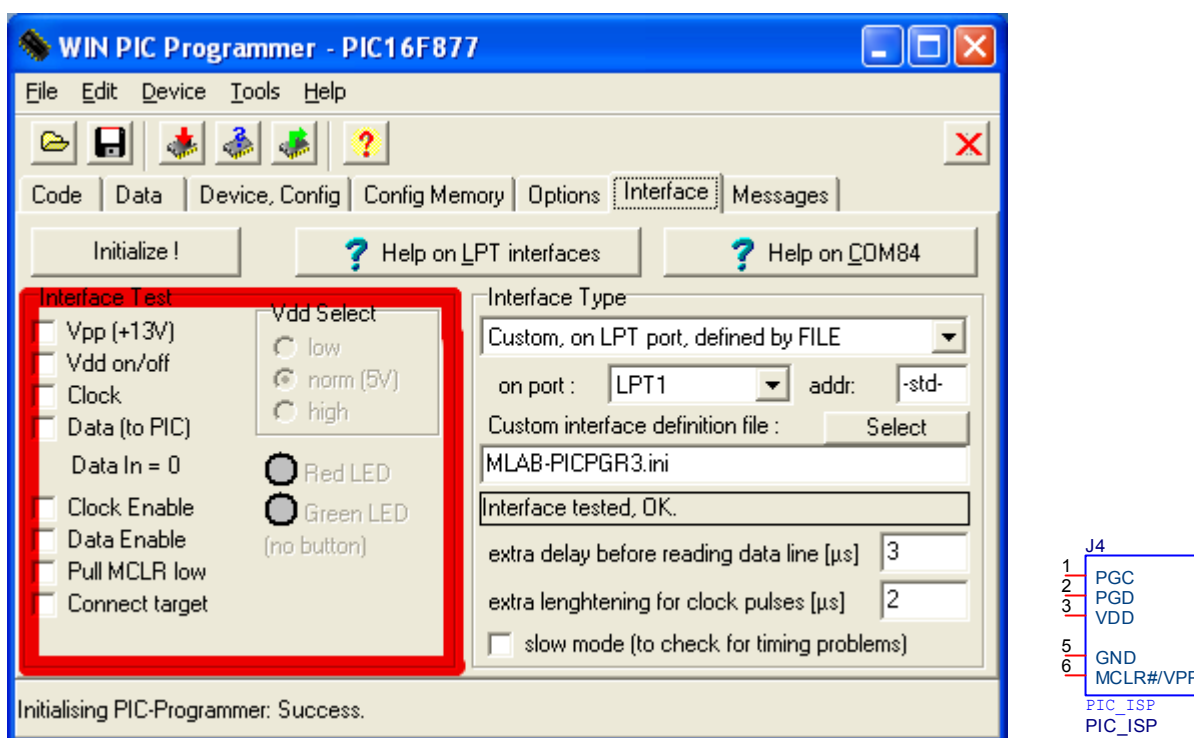 WIN PIC Programmer - PIC16F877
File Edit Device Tools Help
Code Data Device, Config Config Memory Options Interface Messages
Initialize ! ? Help on LPT interfaces ? Help on COM84
Interface Test
Vpp (+13V)
Vdd on/off
Clock
Data (to PIC)
Data In = 0
Clock Enable
Data Enable
Pull MCLR low
Connect target
Vdd Select
low
norm (5V)
high
Red LED
Green LED
(no button)
Interface Type
Custom, on LPT port, defined by FILE
on port : LPT1 addr: -std-
Custom interface definition file : Select
MLAB-PICPGR3.ini
Interface tested, OK.
extra delay before reading data line [µs] 3
extra lenghtening for clock pulses [µs] 2
slow mode (to check for timing problems)
Initialising PIC-Programmer: Success.
J4
1 PGC
2 PGD
3 VDD
5 GND
6 MCLR#/VPP
PIC_ISP
PIC_ISP